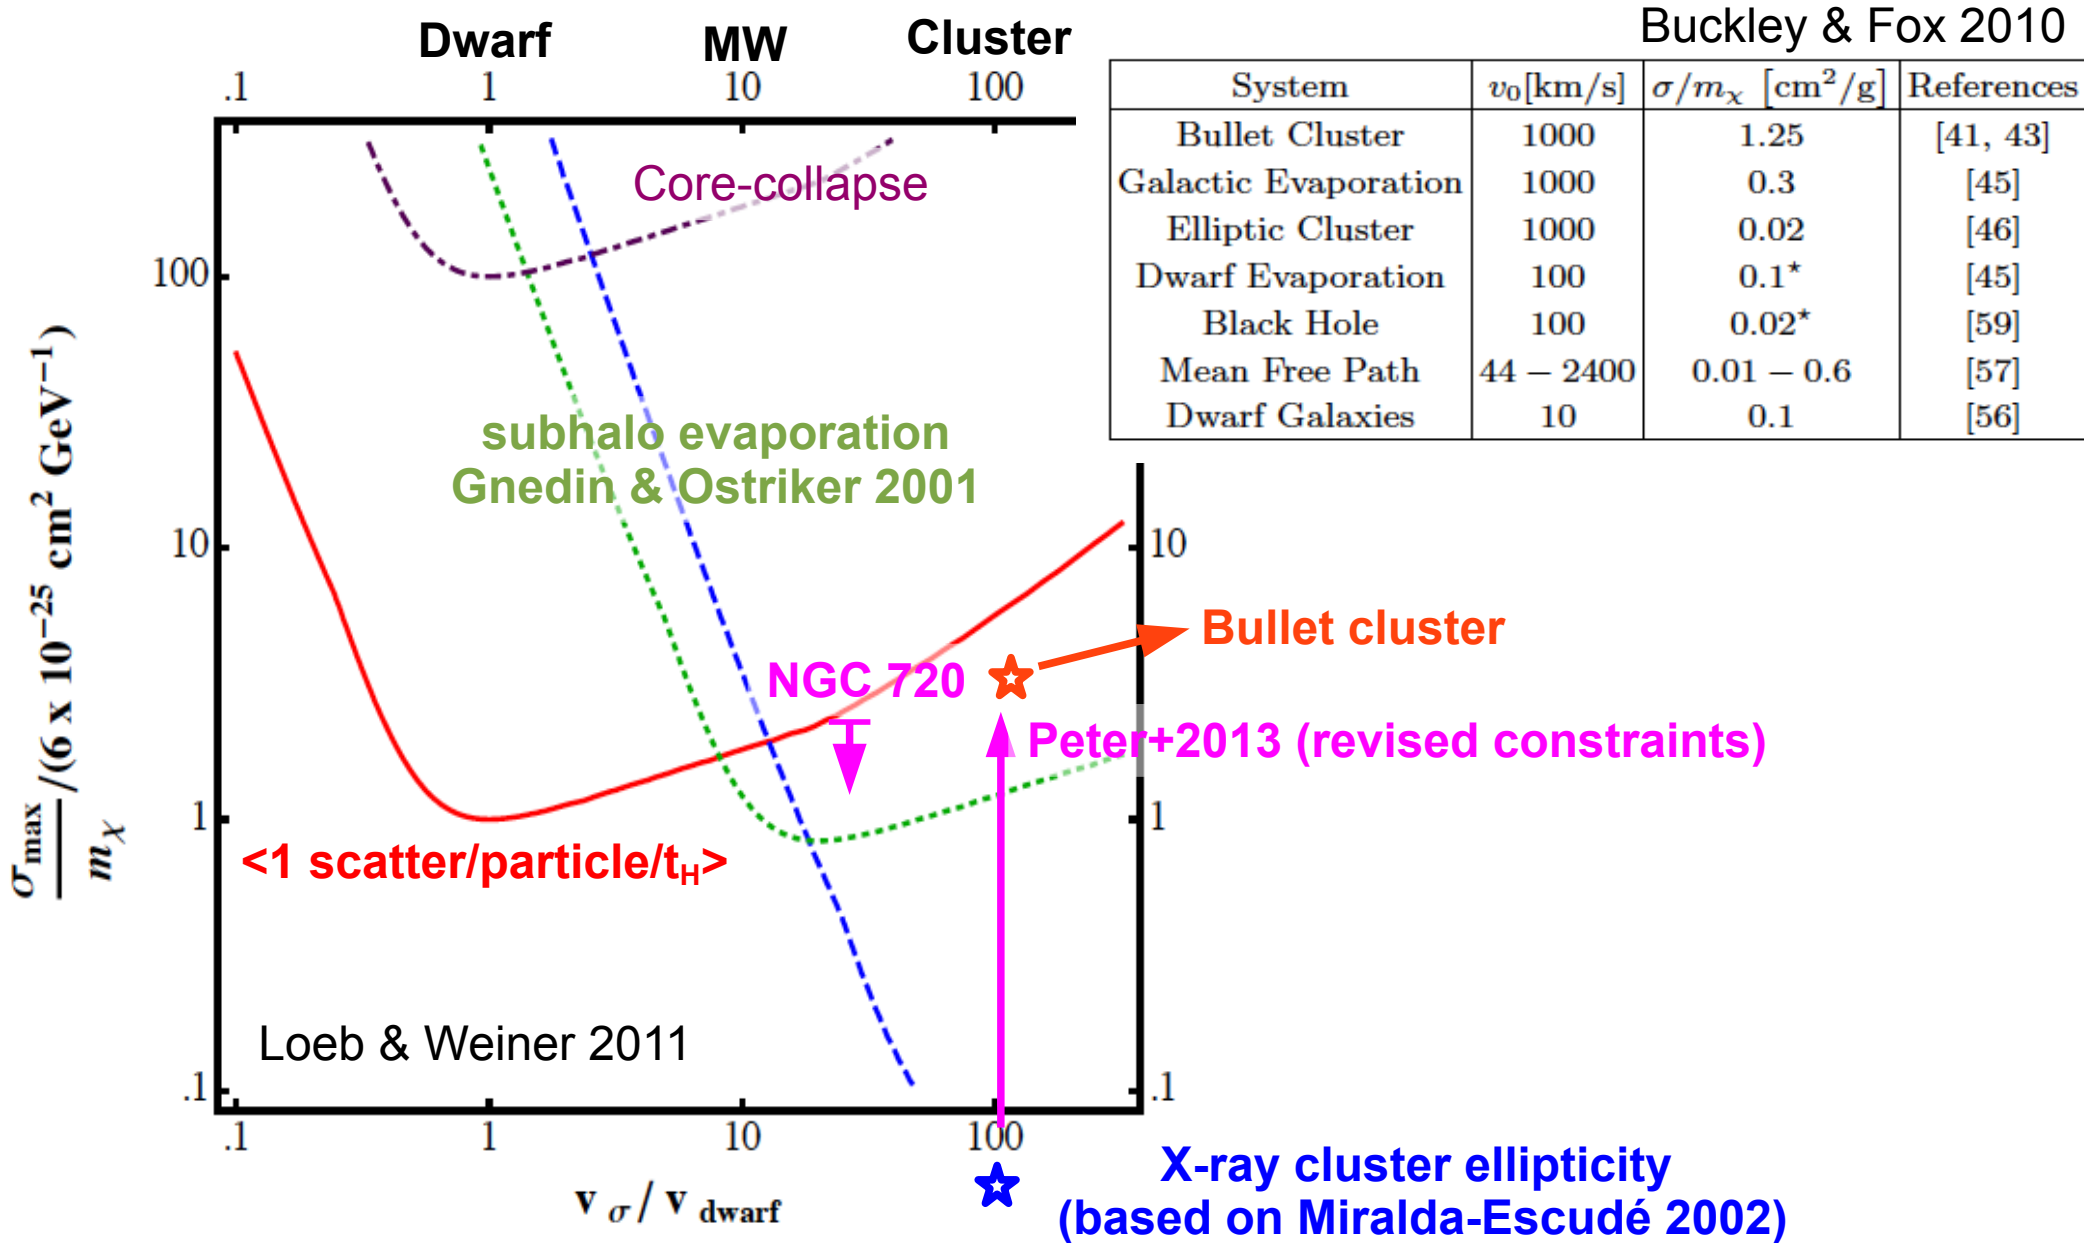 Buckley & Fox 2010
Dwarf MW Cluster
.1 1 10 100
System v₀[km/s] σ/mχ [cm²/g] References
Bullet Cluster 1000 1.25 [41, 43]
Galactic Evaporation 1000 0.3 [45]
Elliptic Cluster 1000 0.02 [46]
Dwarf Evaporation 100 0.1* [45]
Black Hole 100 0.02* [59]
Mean Free Path 44 − 2400 0.01 − 0.6 [57]
Dwarf Galaxies 10 0.1 [56]
Core-collapse
100
subhalo evaporation
Gnedin & Ostriker 2001
10 10
Bullet cluster
NGC 720
Peter+2013 (revised constraints)
1 1
<1 scatter/particle/t_H>
σ_max/m_χ /(6 x 10⁻²⁵ cm² GeV⁻¹)
Loeb & Weiner 2011
.1 .1
.1 1 10 100
v_σ / v_dwarf
X-ray cluster ellipticity
(based on Miralda-Escudé 2002)